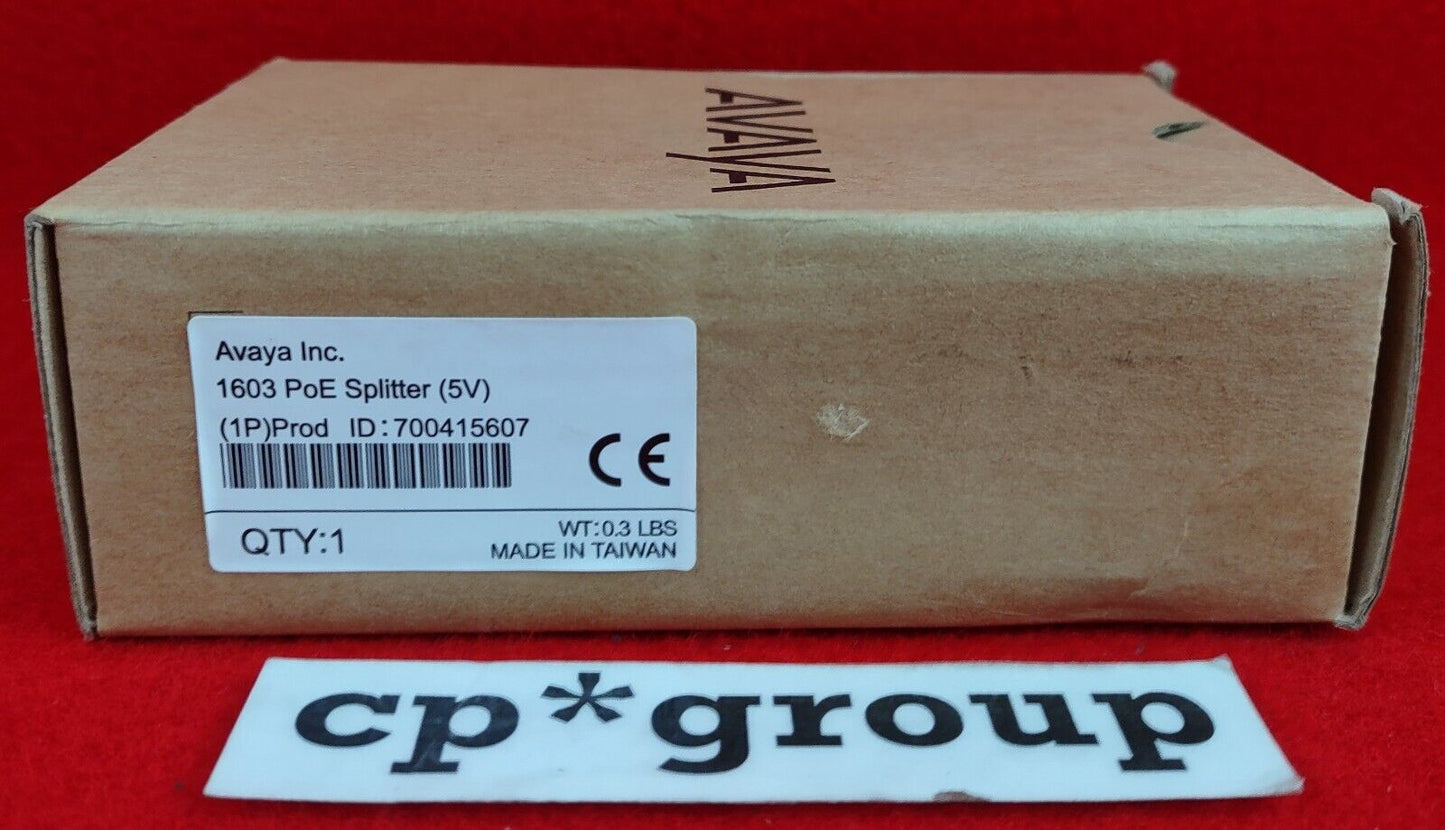 AVAYA
Avaya Inc.
1603 PoE Splitter (5V)
(1P)Prod ID:700415607
CE
QTY:1
WT:0.3 LBS
MADE IN TAIWAN
cp*group